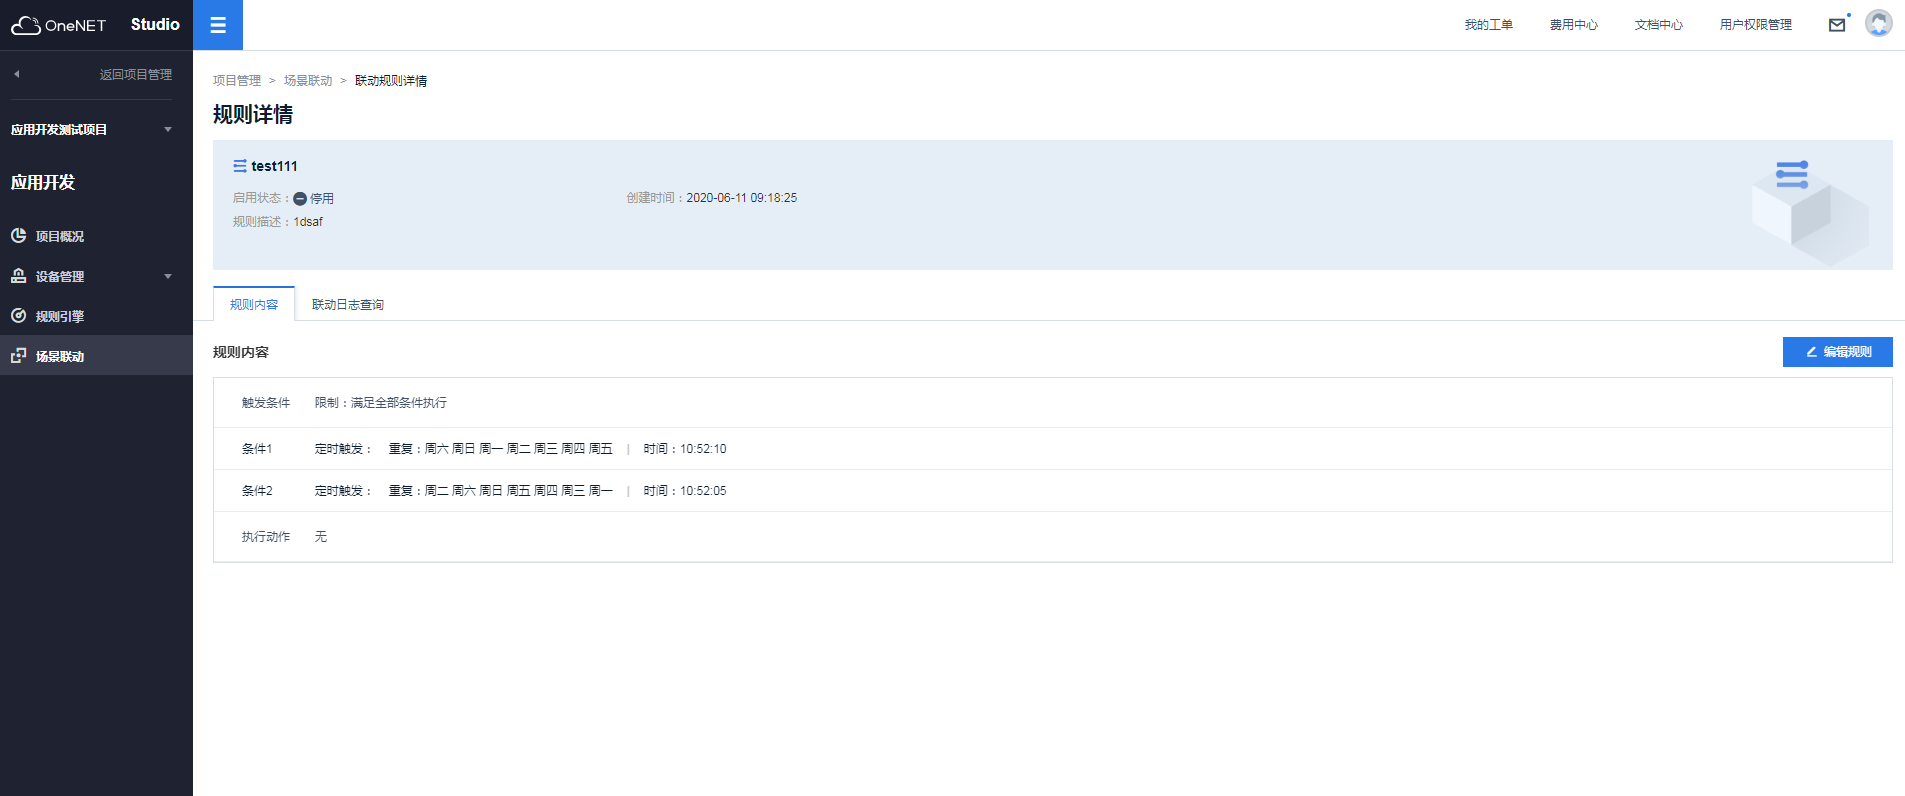 OneNET Studio
我的工单 费用中心 文档中心 用户权限管理
返回项目管理
应用开发测试项目
应用开发
项目概况
设备管理
规则引擎
场景联动
项目管理 > 场景联动 > 联动规则详情
规则详情
test111
启用状态：停用 创建时间：2020-06-11 09:18:25
规则描述：1dsaf
规则内容 联动日志查询
规则内容 编辑规则
触发条件 限制：满足全部条件执行
条件1 定时触发： 重复：周六 周日 周一 周二 周三 周四 周五 | 时间：10:52:10
条件2 定时触发： 重复：周二 周六 周日 周五 周四 周三 周一 | 时间：10:52:05
执行动作 无